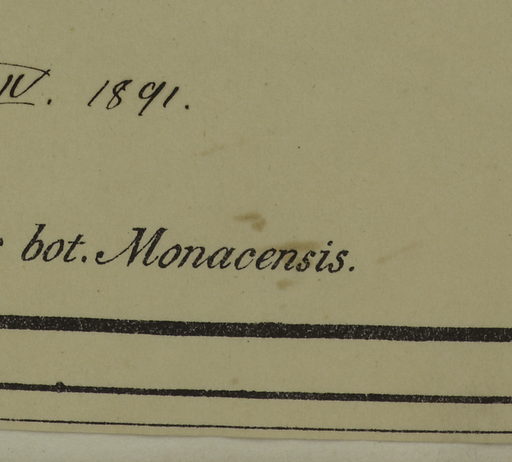 IV. 1891.
bot. Monacensis.